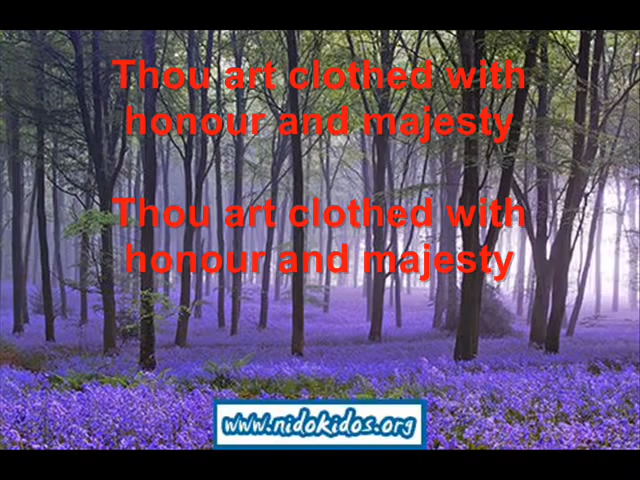 Thou art clothed with
honour and majesty
Thou art clothed with
honour and majesty
www.nidokidos.org